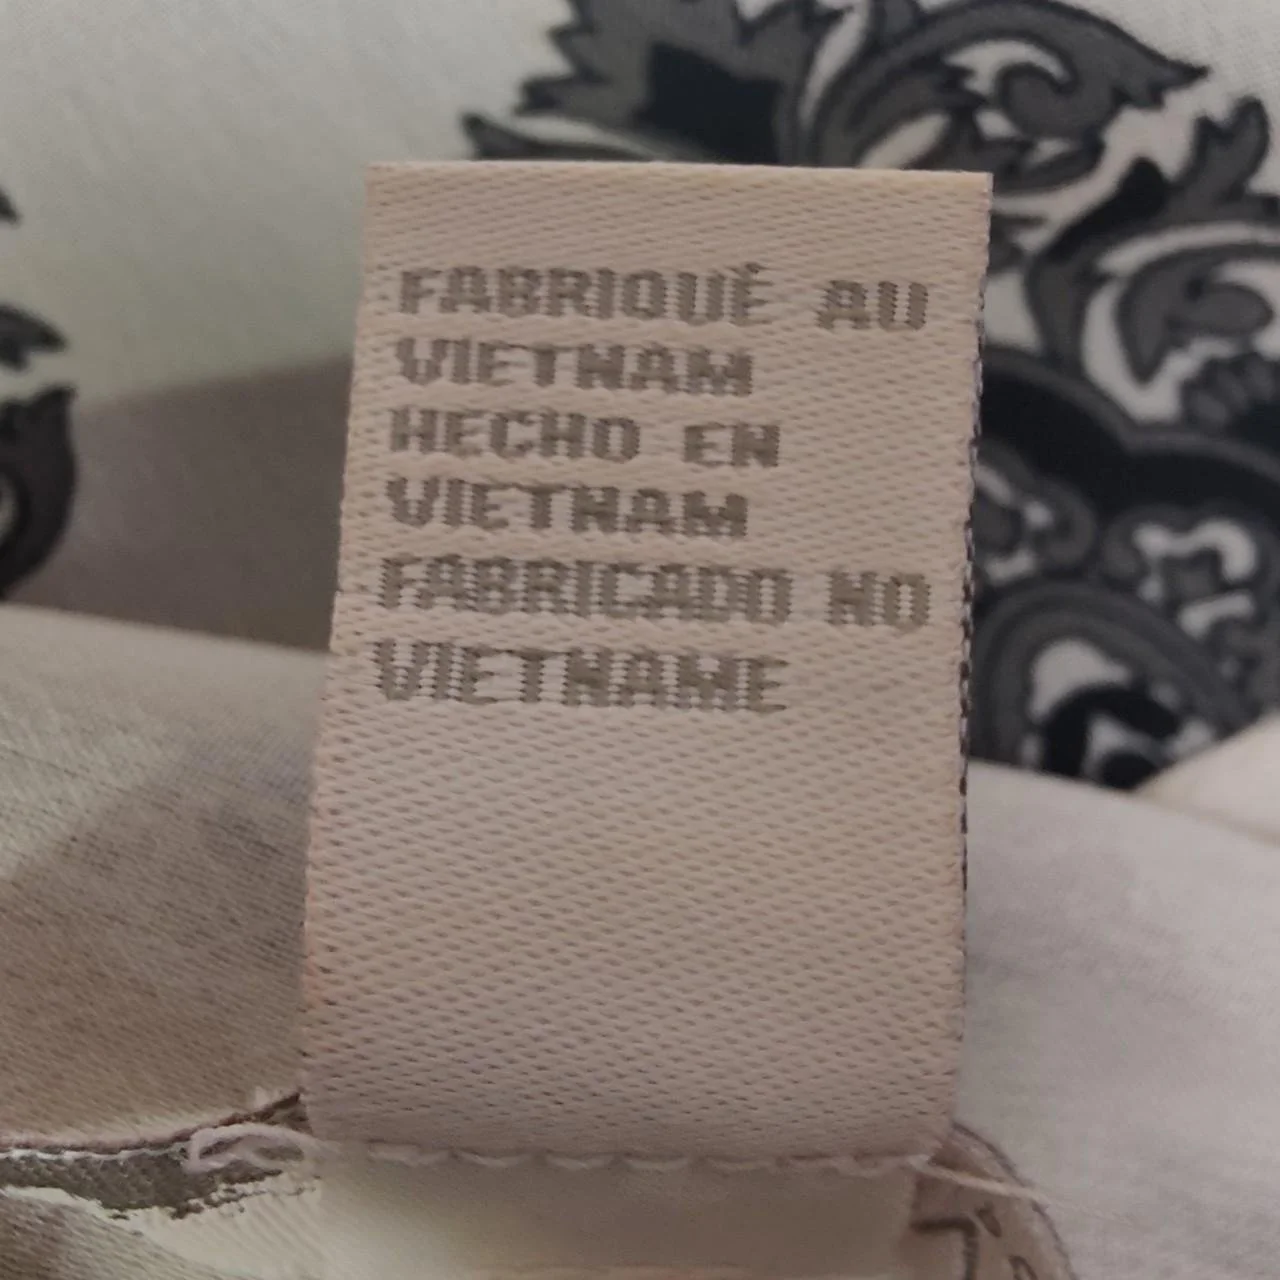 FABRIQUÉ AU
VIETNAM
HECHO EN
VIETNAM
FABRICADO NO
VIETNAME